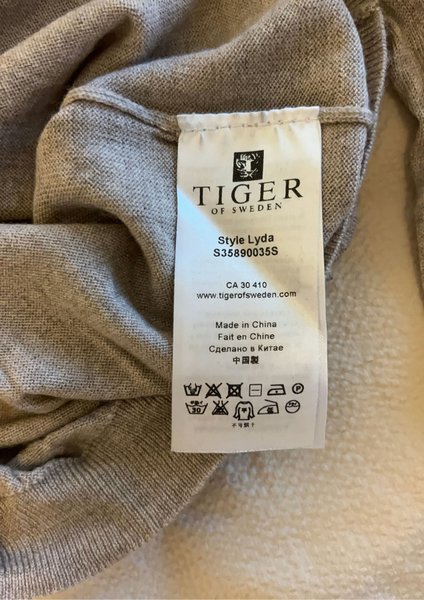 TIGER
OF SWEDEN
Style Lyda
S35890035S
CA 30 410
www.tigerofsweden.com
Made in China
Fait en Chine
Сделано в Китае
中国製
30